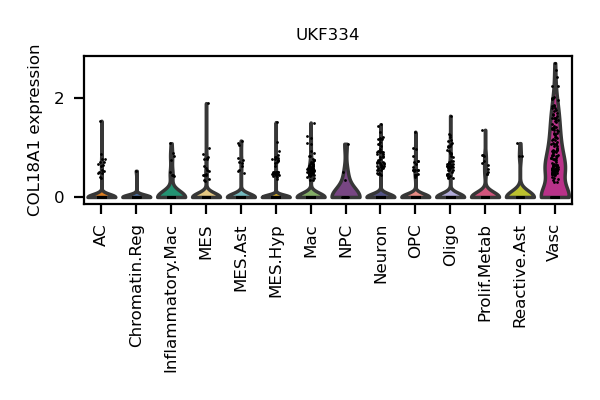 UKF334
COL18A1 expression
2
0
AC
Chromatin.Reg
Inflammatory.Mac
MES
MES.Ast
MES.Hyp
Mac
NPC
Neuron
OPC
Oligo
Prolif.Metab
Reactive.Ast
Vasc